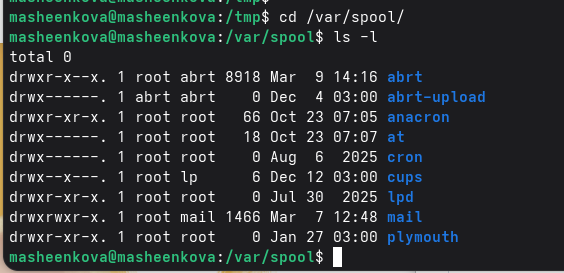 masheenkova@masheenkova:/tmp$ cd /var/spool/
masheenkova@masheenkova:/var/spool$ ls -l
total 0
drwxr-x--x. 1 root abrt 8918 Mar  9 14:16 abrt
drwx------. 1 abrt abrt    0 Dec  4 03:00 abrt-upload
drwxr-xr-x. 1 root root   66 Oct 23 07:05 anacron
drwx------. 1 root root   18 Oct 23 07:07 at
drwx------. 1 root root    0 Aug  6  2025 cron
drwx--x---. 1 root lp      6 Dec 12 03:00 cups
drwxr-xr-x. 1 root root    0 Jul 30  2025 lpd
drwxrwxr-x. 1 root mail 1466 Mar  7 12:48 mail
drwxr-xr-x. 1 root root    0 Jan 27 03:00 plymouth
masheenkova@masheenkova:/var/spool$